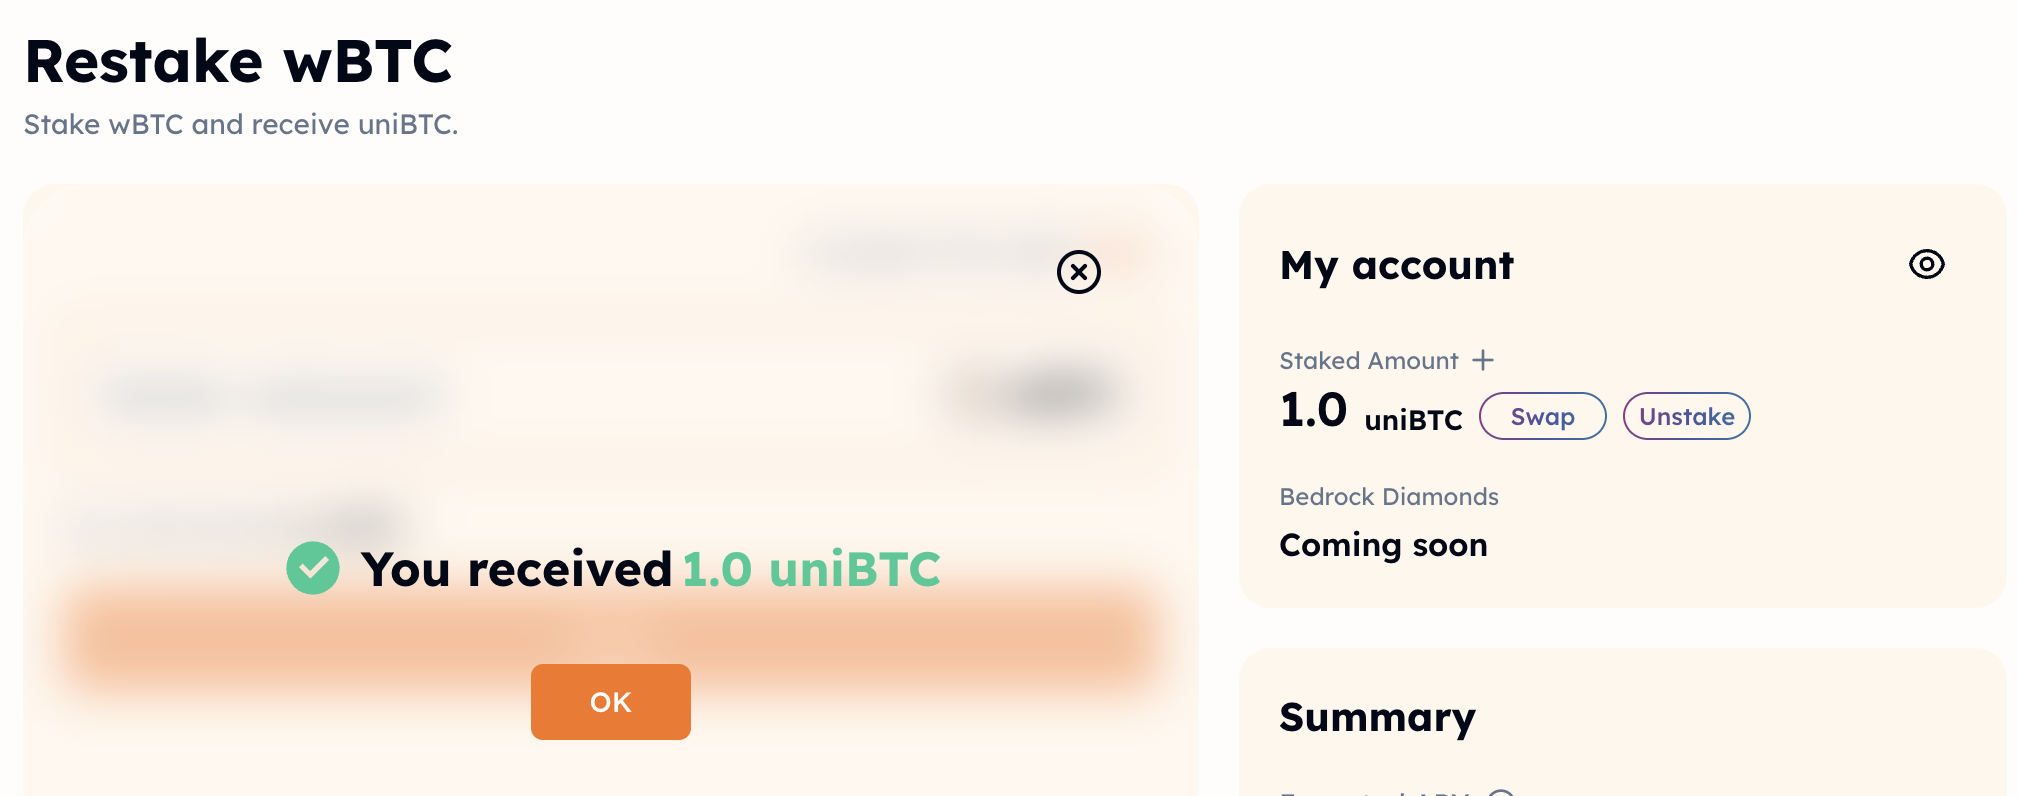 Restake wBTC
Stake wBTC and receive uniBTC.
You received 1.0 uniBTC
OK
My account
Staked Amount
1.0 uniBTC Swap Unstake
Bedrock Diamonds
Coming soon
Summary